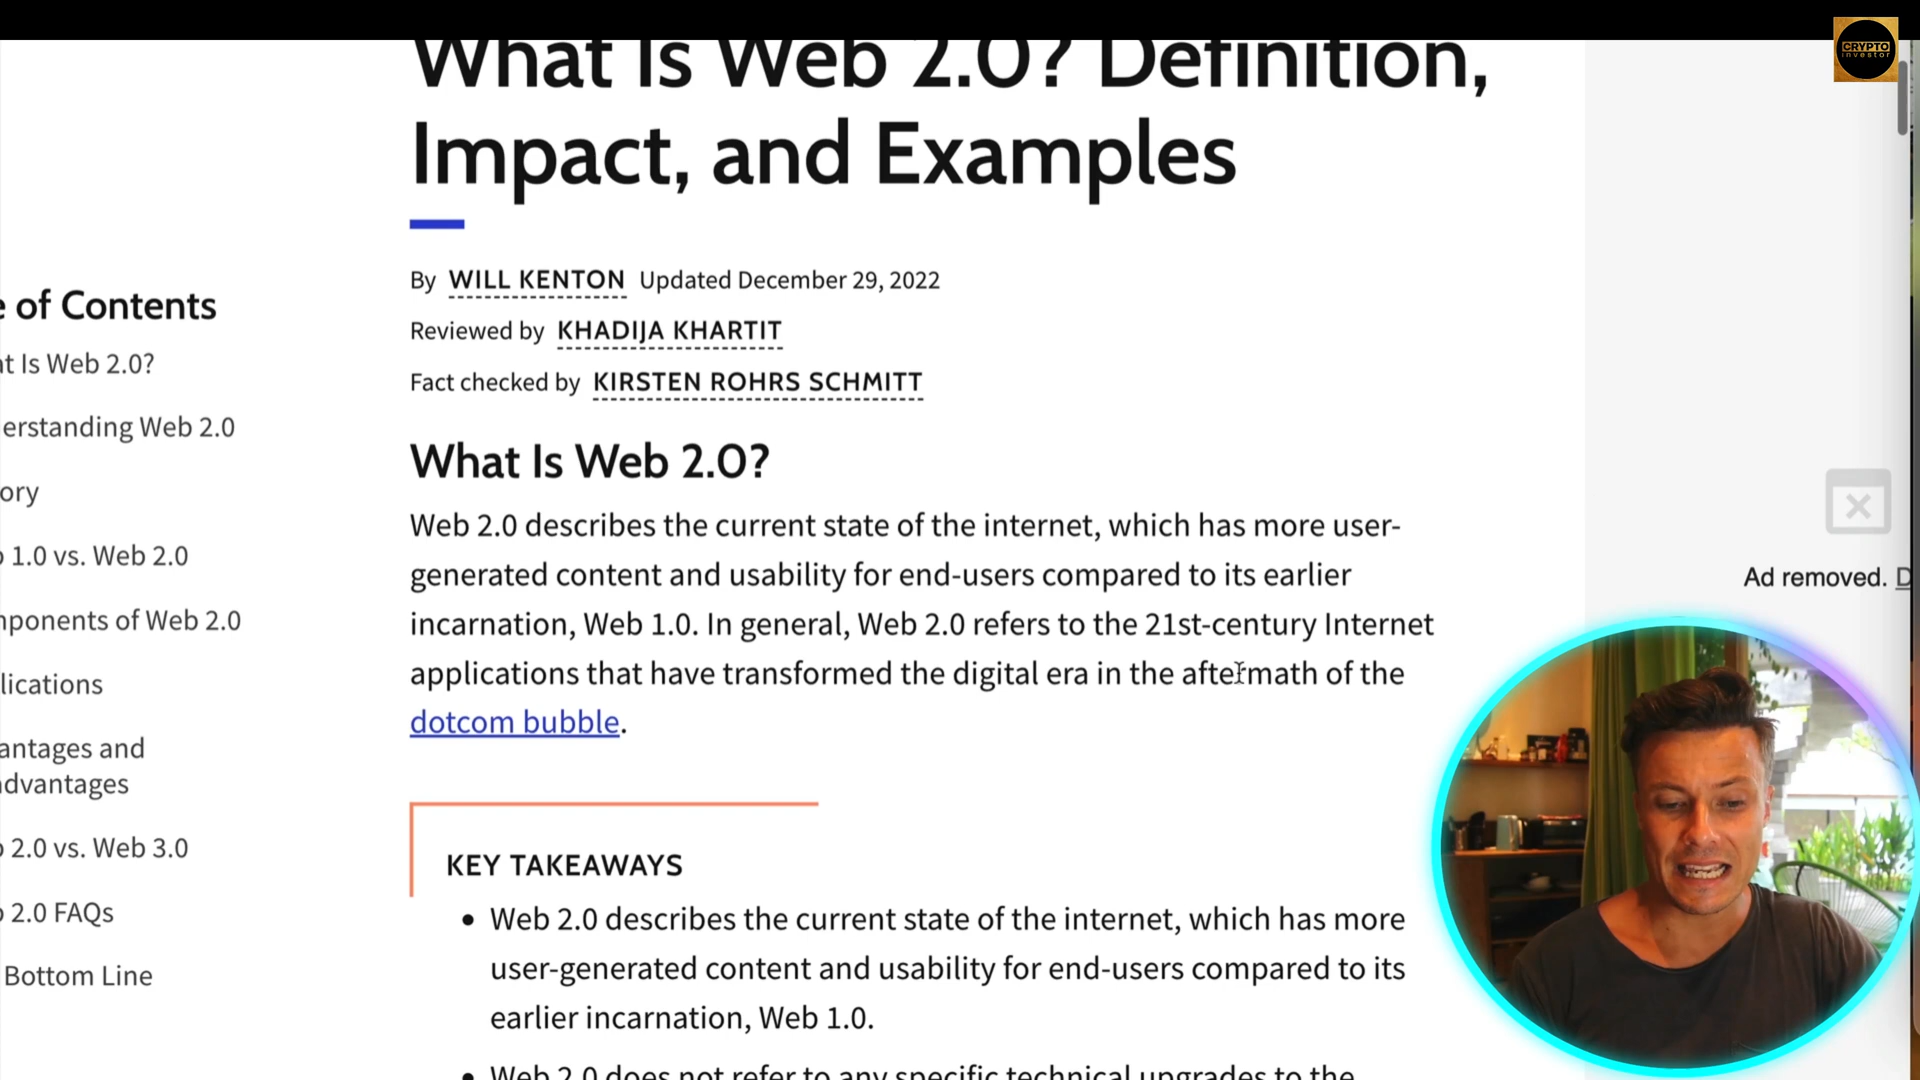 What Is Web 2.0? Definition,
Impact, and Examples
By WILL KENTON Updated December 29, 2022
Reviewed by KHADIJA KHARTIT
Fact checked by KIRSTEN ROHRS SCHMITT
What Is Web 2.0?
Web 2.0 describes the current state of the internet, which has more user-
generated content and usability for end-users compared to its earlier
incarnation, Web 1.0. In general, Web 2.0 refers to the 21st-century Internet
applications that have transformed the digital era in the aftermath of the
dotcom bubble.
KEY TAKEAWAYS
• Web 2.0 describes the current state of the internet, which has more
user-generated content and usability for end-users compared to its
earlier incarnation, Web 1.0.
• Web 2.0 does not refer to any specific technical upgrades to the
e of Contents
at Is Web 2.0?
erstanding Web 2.0
ory
1.0 vs. Web 2.0
ponents of Web 2.0
lications
antages and
advantages
2.0 vs. Web 3.0
2.0 FAQs
Bottom Line
Ad removed. D
CRYPTO
investor